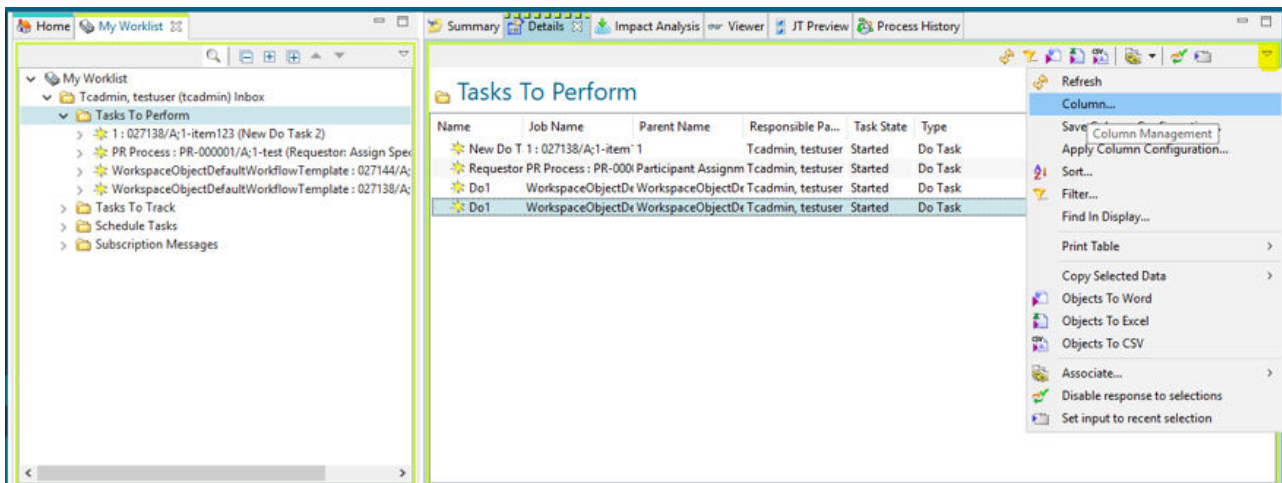 Home My Worklist
Summary Details Impact Analysis Viewer JT Preview Process History
My Worklist
Tcadmin, testuser (tcadmin) Inbox
Tasks To Perform
1 : 027138/A;1-item123 (New Do Task 2)
PR Process : PR-000001/A;1-test (Requestor: Assign Spec
WorkspaceObjectDefaultWorkflowTemplate : 027144/A;
WorkspaceObjectDefaultWorkflowTemplate : 027138/A;
Tasks To Track
Schedule Tasks
Subscription Messages
Tasks To Perform
Name Job Name Parent Name Responsible Pa... Task State Type
New Do T 1 : 027138/A;1-item 1 Tcadmin, testuser Started Do Task
Requestor PR Process : PR-000 Participant Assignm Tcadmin, testuser Started Do Task
Do1 WorkspaceObjectDe WorkspaceObjectDe Tcadmin, testuser Started Do Task
Do1 WorkspaceObjectDe WorkspaceObjectDe Tcadmin, testuser Started Do Task
Refresh
Column...
Save
Column Management
Apply Column Configuration...
Sort...
Filter...
Find In Display...
Print Table
Copy Selected Data
Objects To Word
Objects To Excel
Objects To CSV
Associate...
Disable response to selections
Set input to recent selection